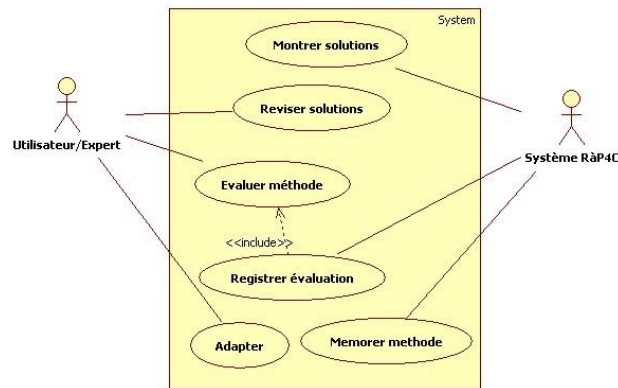 System
Montrer solutions
Reviser solutions
Utilisateur/Expert
Système RàP4C
Evaluer méthode
<<include>>
Registrer évaluation
Adapter
Memorer methode